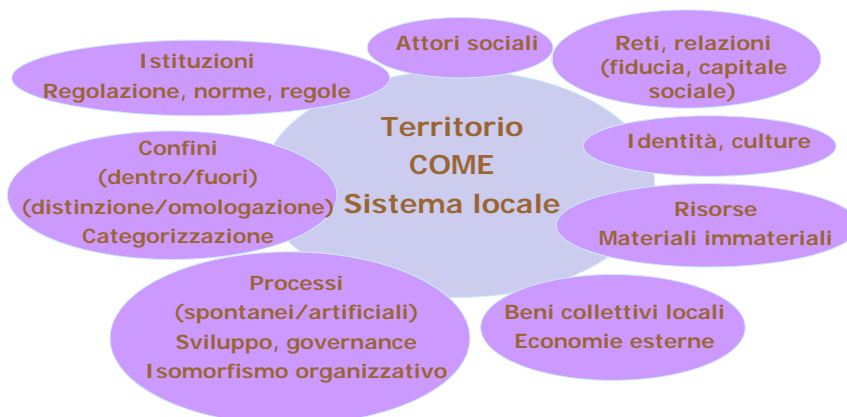 Istituzioni
Regolazione, norme, regole
Attori sociali
Reti, relazioni
(fiducia, capitale
sociale)
Territorio
COME
Sistema locale
Identità, culture
Confini
(dentro/fuori)
(distinzione/omologazione)
Categorizzazione
Risorse
Materiali immateriali
Processi
(spontanei/artificiali)
Sviluppo, governance
Isomorfismo organizzativo
Beni collettivi locali
Economie esterne